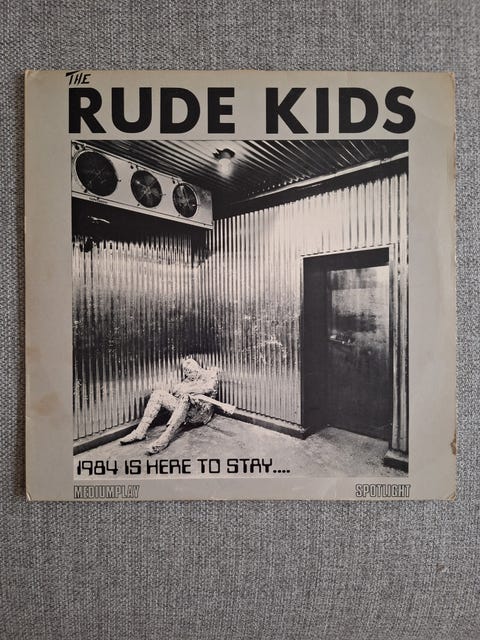 THE
RUDE KIDS
1984 IS HERE TO STAY....
MEDIUMPLAY SPOTLIGHT